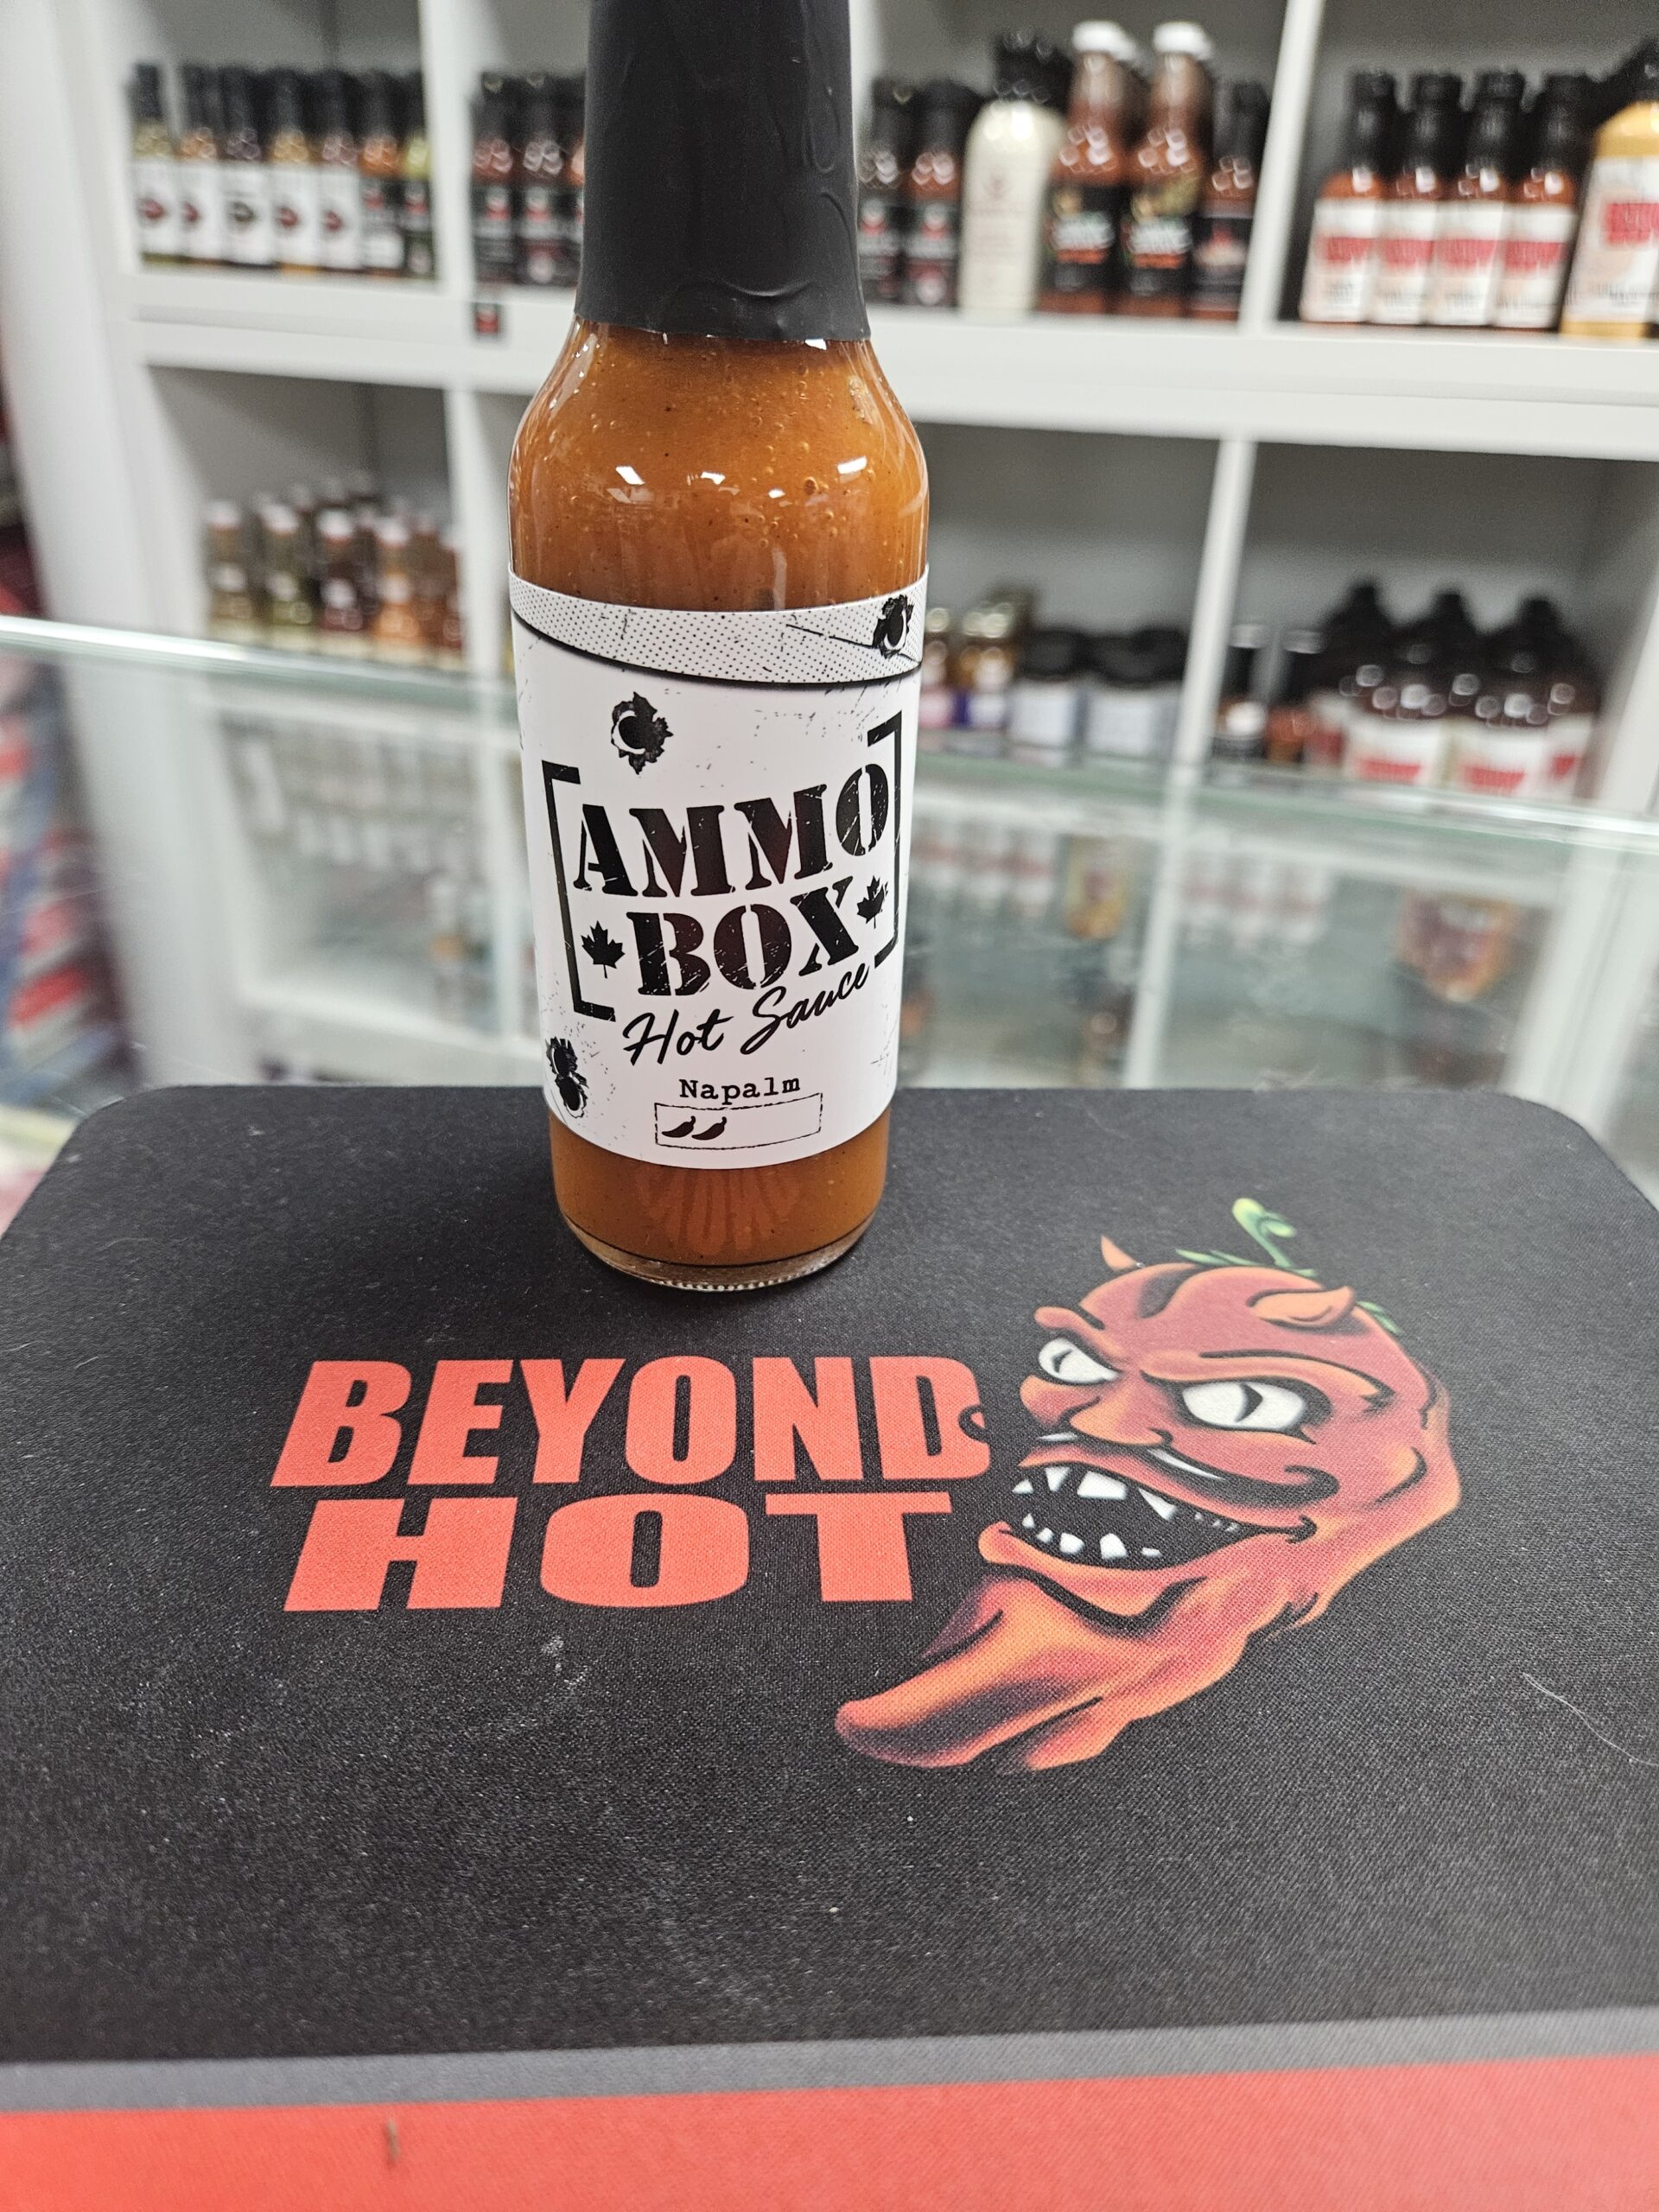 AMMO
BOX
Hot Sauce
Napalm
BEYOND
HOT